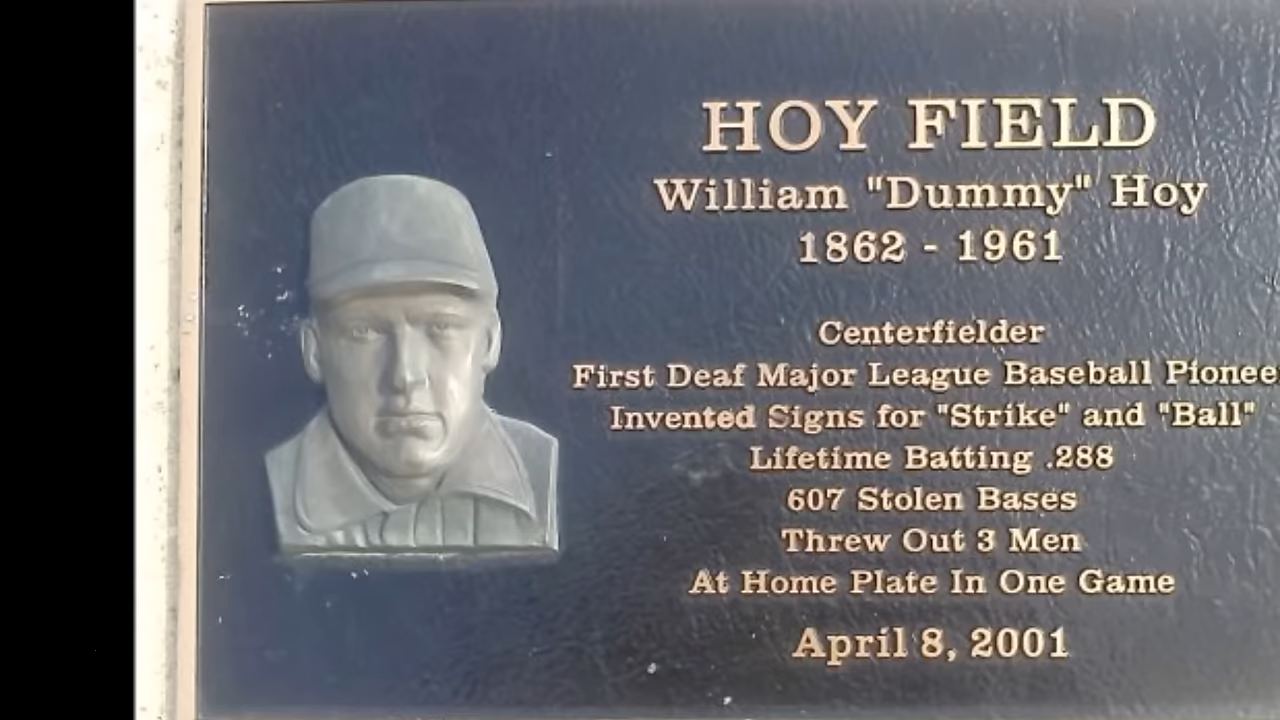 HOY FIELD
William "Dummy" Hoy
1862 - 1961
Centerfielder
First Deaf Major League Baseball Pionee
Invented Signs for "Strike" and "Ball"
Lifetime Batting .288
607 Stolen Bases
Threw Out 3 Men
At Home Plate In One Game
April 8, 2001